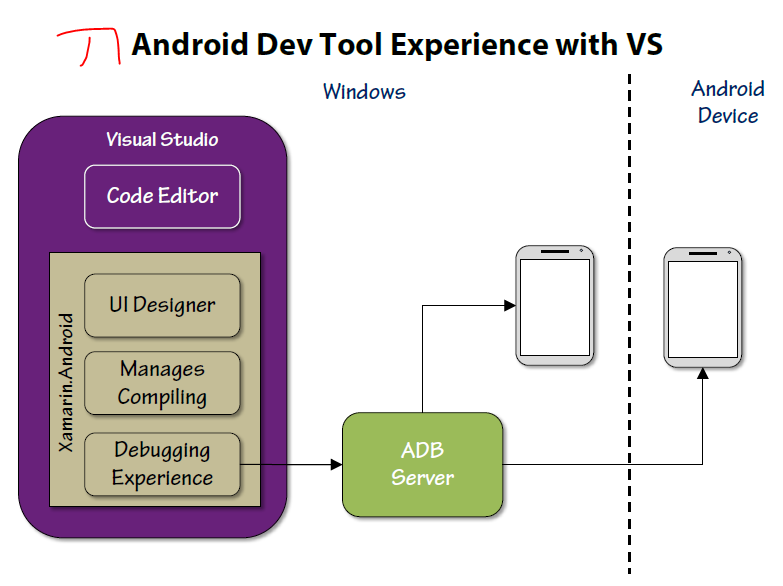 Android Dev Tool Experience with VS
Windows
Android
Device
Visual Studio
Code Editor
Xamarin.Android
UI Designer
Manages
Compiling
Debugging
Experience
ADB
Server